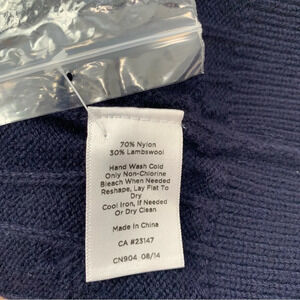 70% Nylon
30% Lambswool
Hand Wash Cold
Only Non-Chlorine
Bleach When Needed
Reshape, Lay Flat To
Dry
Cool Iron, If Needed
Or Dry Clean
Made In China
CA #23147
CN904 08/14